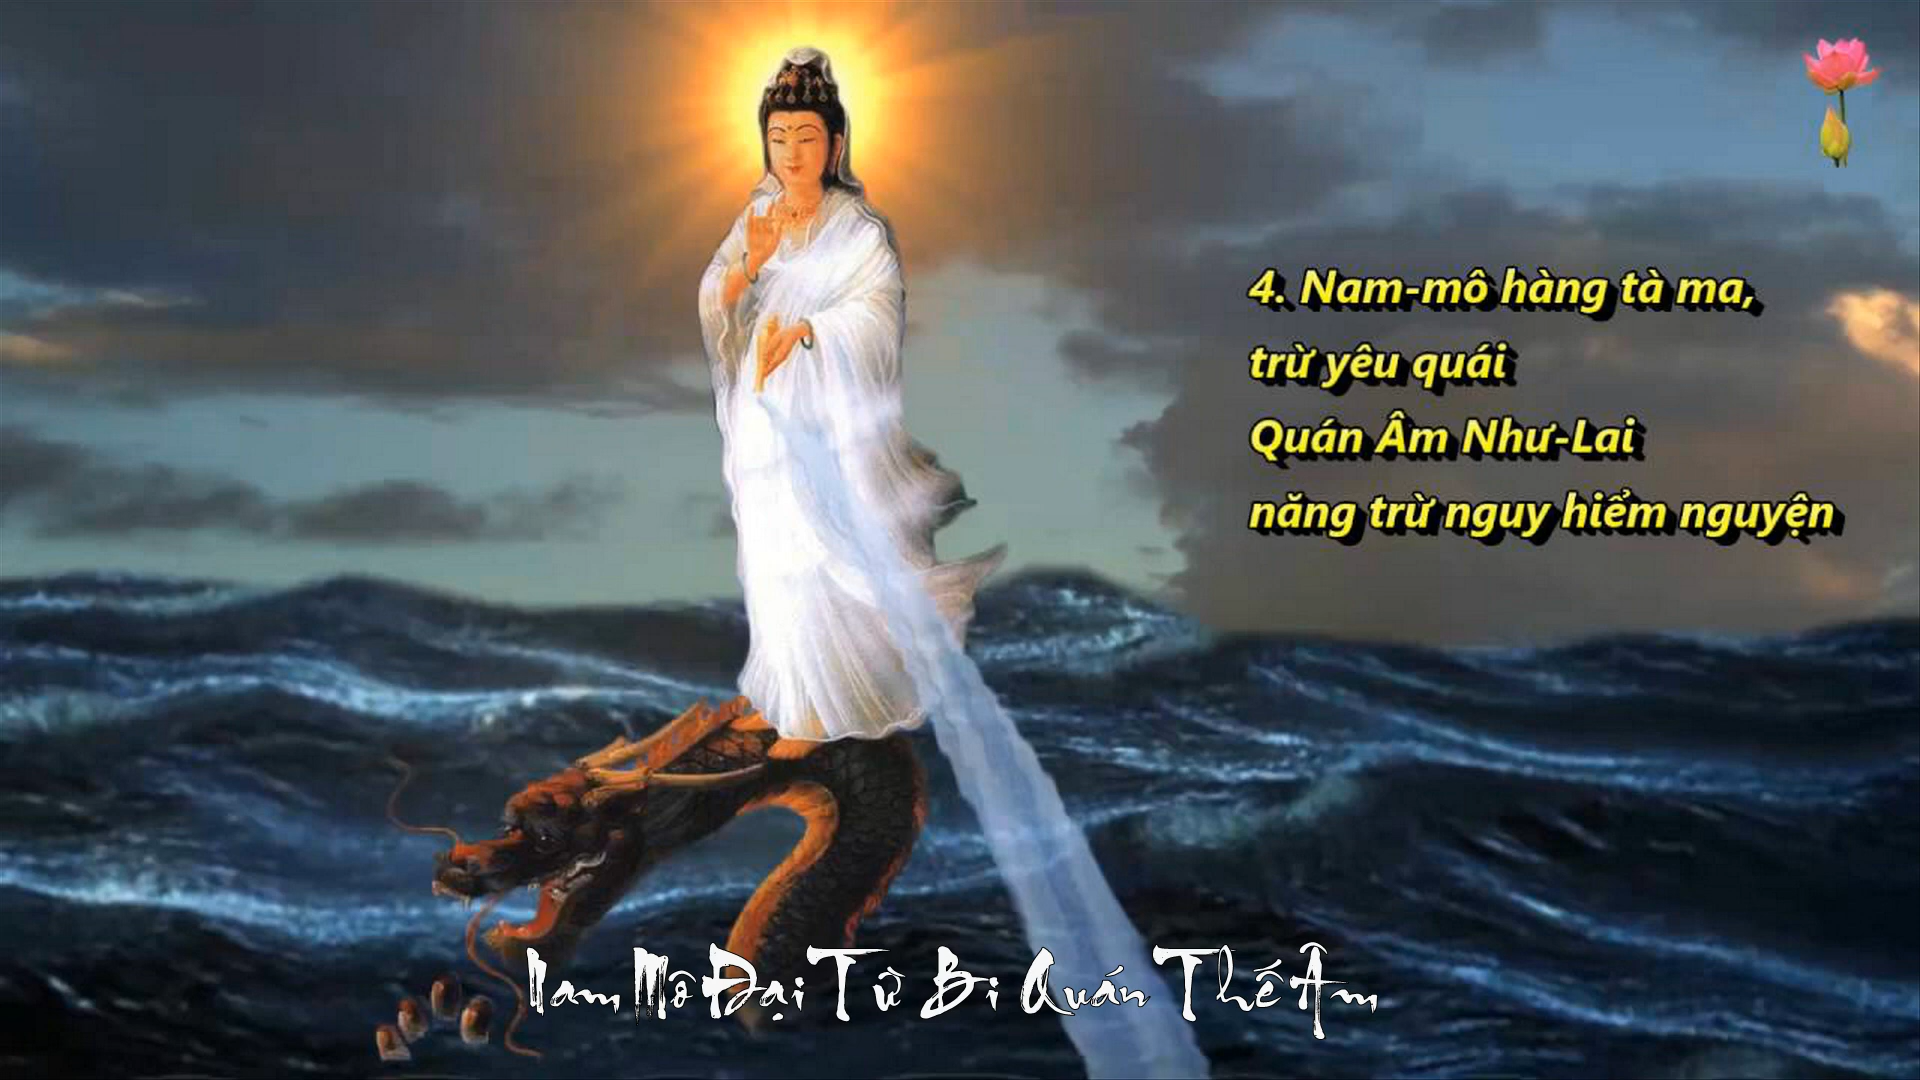 4. Nam-mô hàng tà ma,
trừ yêu quái
Quán Âm Như-Lai
năng trừ nguy hiểm nguyện
Nam Mô Đại Từ Bi Quán Thế Âm